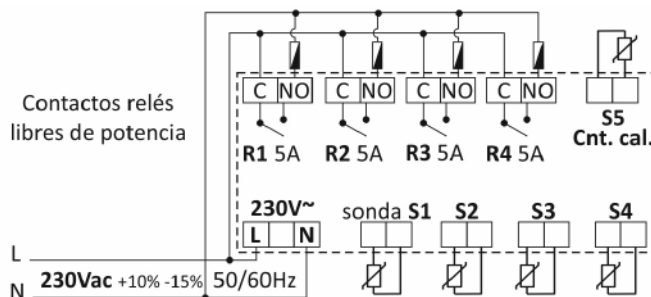 C NO C NO C NO C NO
Contactos relés
libres de potencia
R1 5A R2 5A R3 5A R4 5A
S5
Cnt. cal.
230V~
L N
sonda S1 S2 S3 S4
L
N 230Vac +10% -15% 50/60Hz